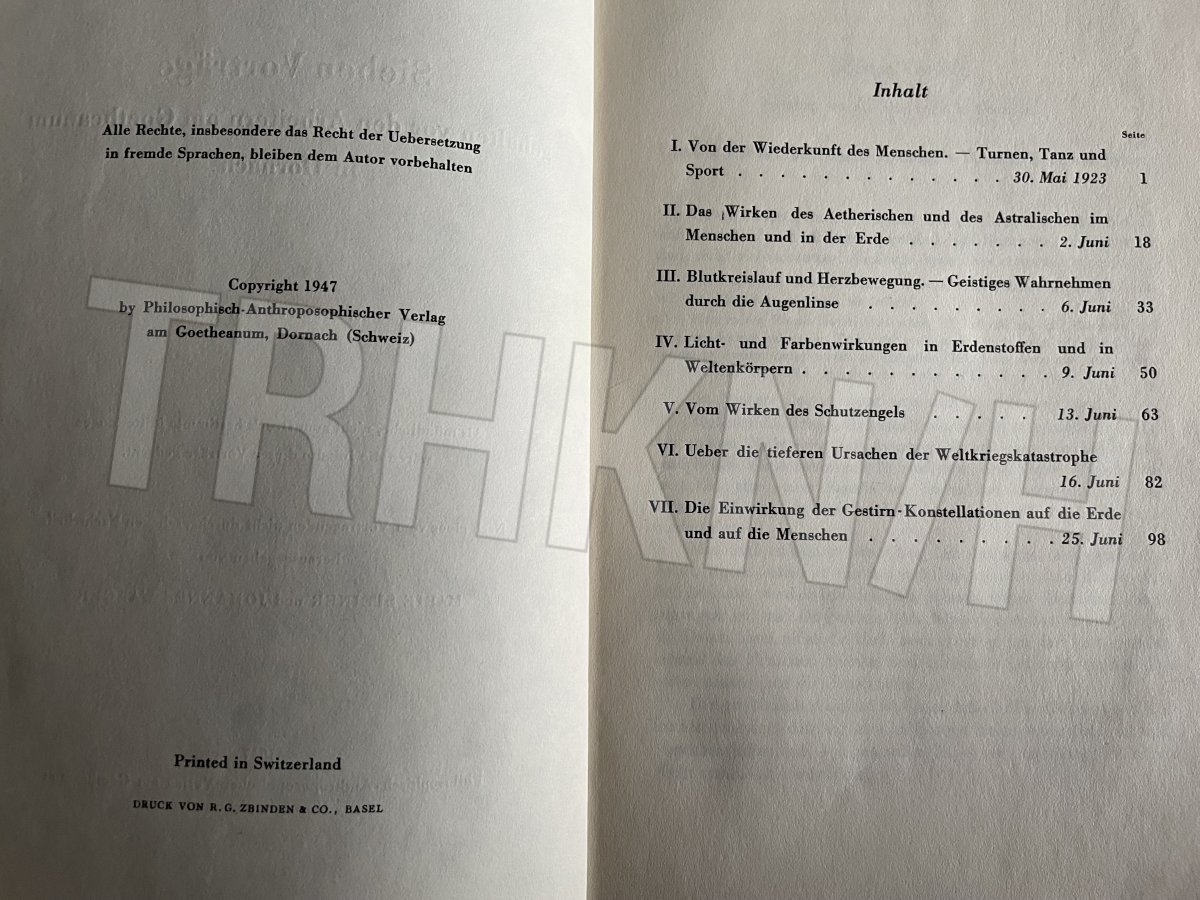 Alle Rechte, insbesondere das Recht der Uebersetzung
in fremde Sprachen, bleiben dem Autor vorbehalten
Copyright 1947
by Philosophisch-Anthroposophischer Verlag
am Goetheanum, Dornach (Schweiz)
Printed in Switzerland
DRUCK VON R. G. ZBINDEN & CO., BASEL
Inhalt
Seite
I. Von der Wiederkunft des Menschen. — Turnen, Tanz und
Sport . . . . . . . . . . . . . 30. Mai 1923 1
II. Das Wirken des Aetherischen und des Astralischen im
Menschen und in der Erde . . . . . . . 2. Juni 18
III. Blutkreislauf und Herzbewegung. — Geistiges Wahrnehmen
durch die Augenlinse . . . . . . . . . 6. Juni 33
IV. Licht- und Farbenwirkungen in Erdenstoffen und in
Weltenkörpern . . . . . . . . . . . . 9. Juni 50
V. Vom Wirken des Schutzengels . . . . . 13. Juni 63
VI. Ueber die tieferen Ursachen der Weltkriegskatastrophe
16. Juni 82
VII. Die Einwirkung der Gestirn-Konstellationen auf die Erde
und auf die Menschen . . . . . . . . . 25. Juni 98
TRHKN/H